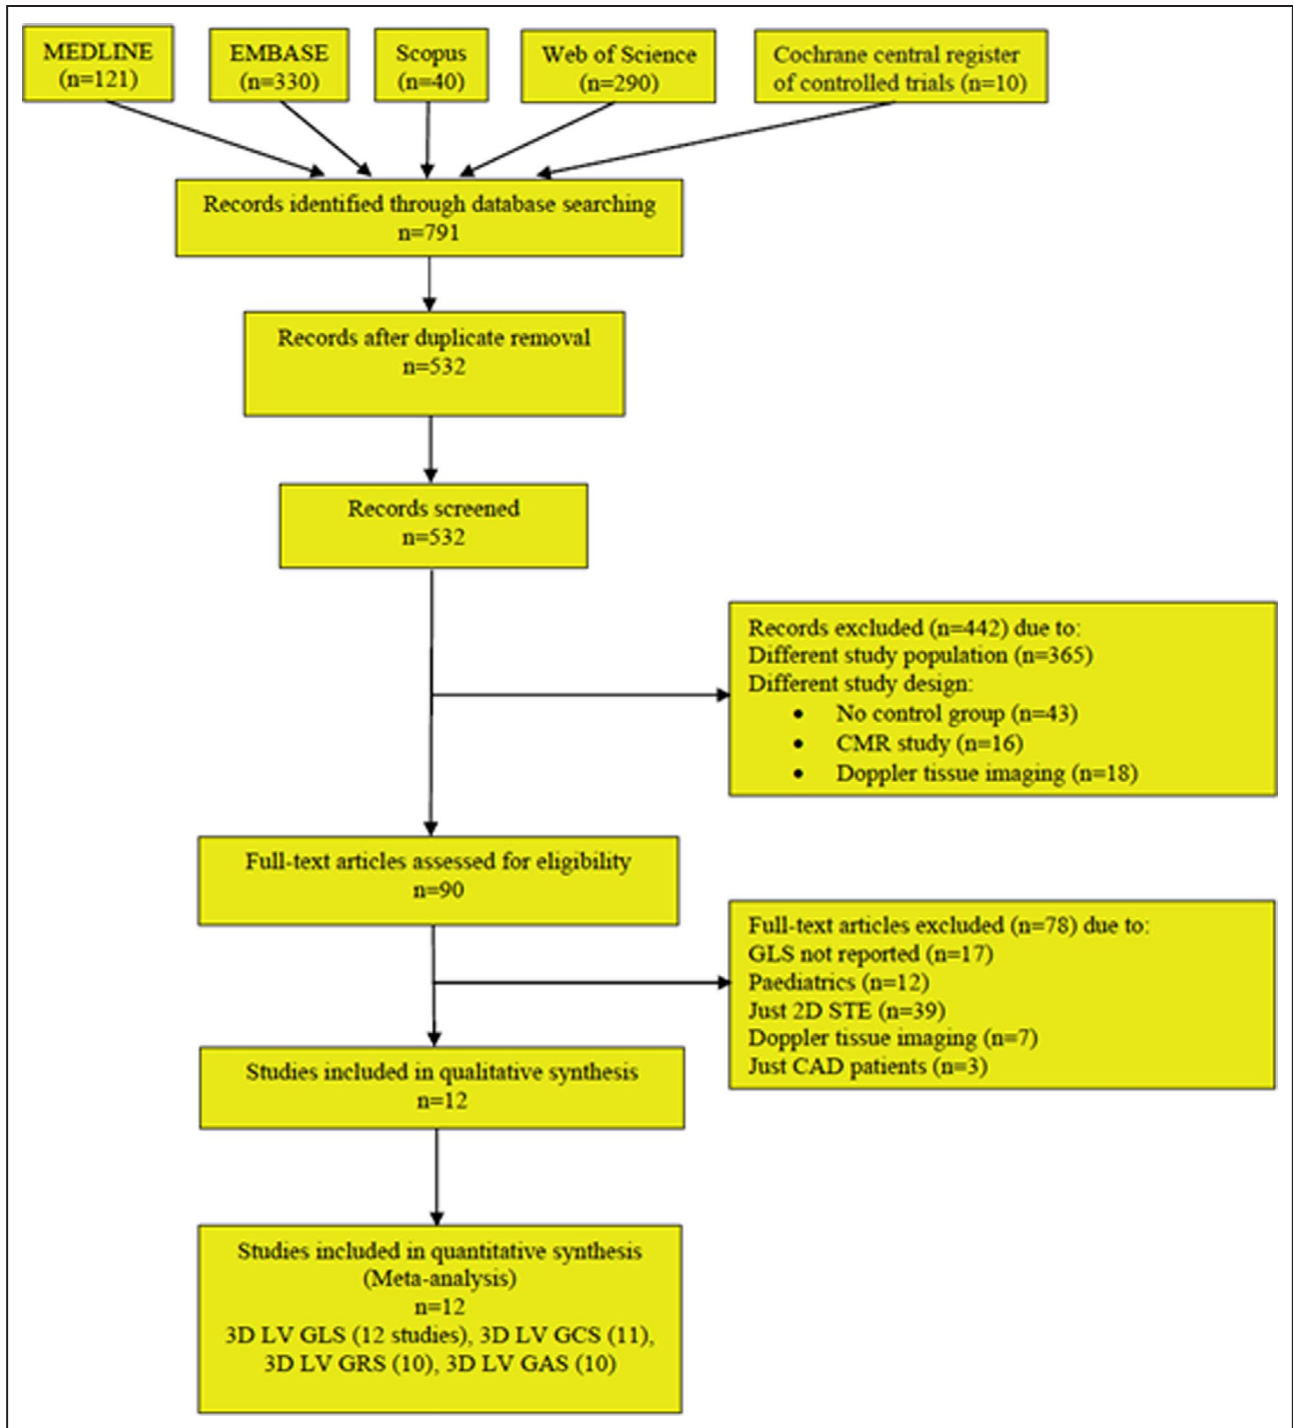 MEDLINE
(n=121)
EMBASE
(n=330)
Scopus
(n=40)
Web of Science
(n=290)
Cochrane central register
of controlled trials (n=10)
Records identified through database searching
n=791
Records after duplicate removal
n=532
Records screened
n=532
Records excluded (n=442) due to:
Different study population (n=365)
Different study design:
• No control group (n=43)
• CMR study (n=16)
• Doppler tissue imaging (n=18)
Full-text articles assessed for eligibility
n=90
Full-text articles excluded (n=78) due to:
GLS not reported (n=17)
Paediatrics (n=12)
Just 2D STE (n=39)
Doppler tissue imaging (n=7)
Just CAD patients (n=3)
Studies included in qualitative synthesis
n=12
Studies included in quantitative synthesis
(Meta-analysis)
n=12
3D LV GLS (12 studies), 3D LV GCS (11),
3D LV GRS (10), 3D LV GAS (10)